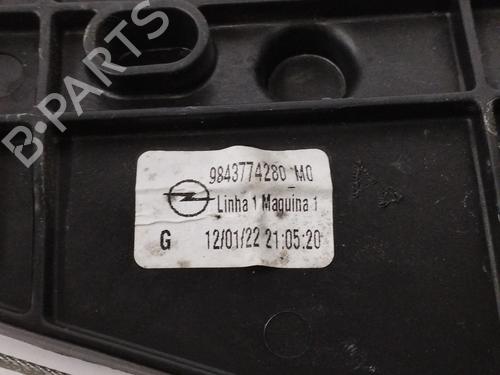 B-PARTS
9843774280 M0
Linha 1 Maquina 1
G 12/01/22 21:05:20